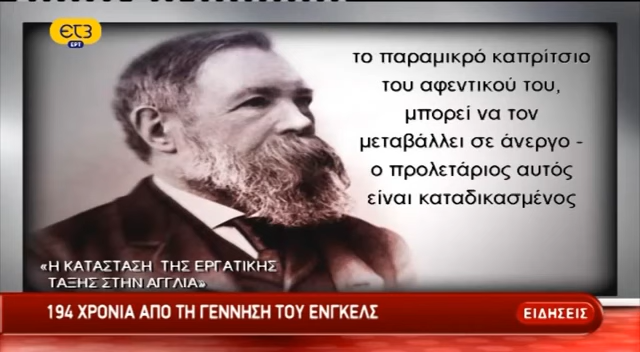 ετ3
ΕΡΤ
το παραμικρό καπρίτσιο
του αφεντικού του,
μπορεί να τον
μεταβάλλει σε άνεργο -
ο προλετάριος αυτός
είναι καταδικασμένος
«Η ΚΑΤΑΣΤΑΣΗ ΤΗΣ ΕΡΓΑΤΙΚΗΣ
ΤΑΞΗΣ ΣΤΗΝ ΑΓΓΛΙΑ»
194 ΧΡΟΝΙΑ ΑΠΟ ΤΗ ΓΕΝΝΗΣΗ ΤΟΥ ΕΝΓΚΕΛΣ
ΕΙΔΗΣΕΙΣ